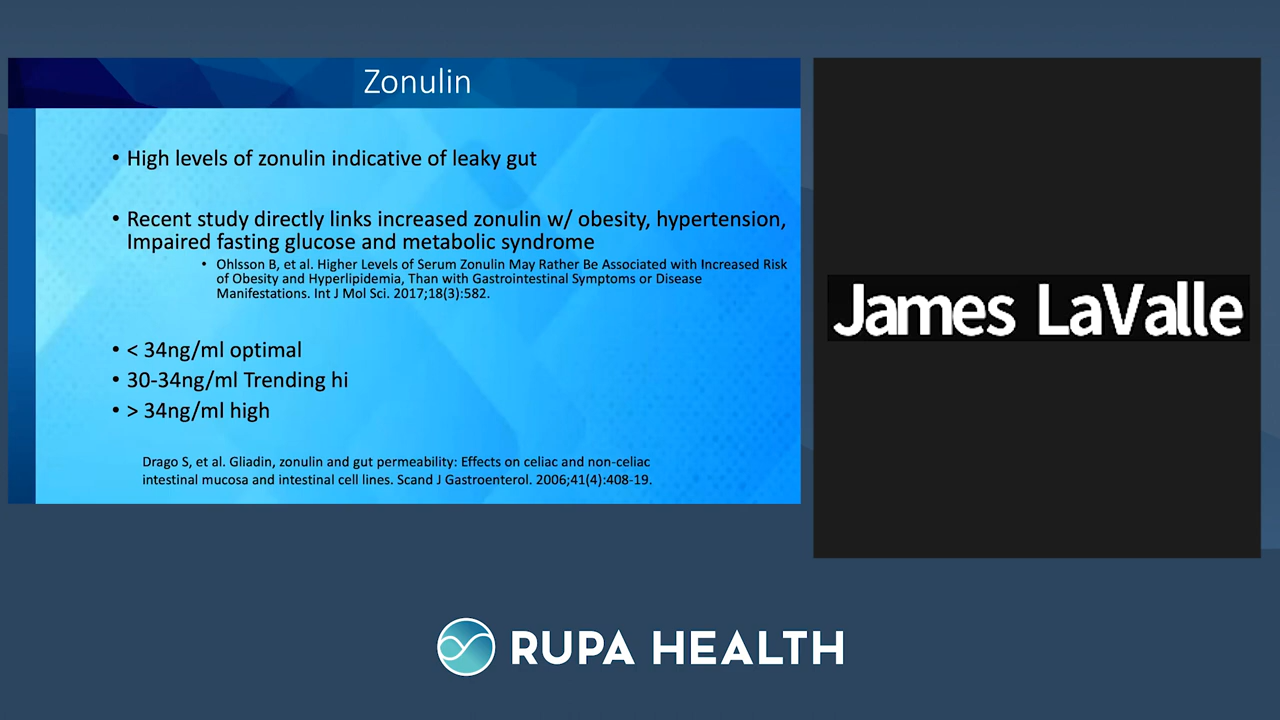 Zonulin
• High levels of zonulin indicative of leaky gut
• Recent study directly links increased zonulin w/ obesity, hypertension,
Impaired fasting glucose and metabolic syndrome
• Ohlsson B, et al. Higher Levels of Serum Zonulin May Rather Be Associated with Increased Risk
of Obesity and Hyperlipidemia, Than with Gastrointestinal Symptoms or Disease
Manifestations. Int J Mol Sci. 2017;18(3):582.
• < 34ng/ml optimal
• 30-34ng/ml Trending hi
• > 34ng/ml high
Drago S, et al. Gliadin, zonulin and gut permeability: Effects on celiac and non-celiac
intestinal mucosa and intestinal cell lines. Scand J Gastroenterol. 2006;41(4):408-19.
James LaValle
RUPA HEALTH